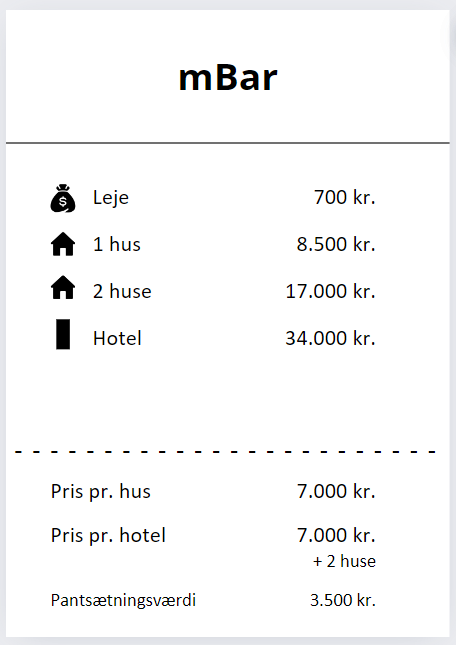 mBar
Leje 700 kr.
1 hus 8.500 kr.
2 huse 17.000 kr.
Hotel 34.000 kr.
Pris pr. hus 7.000 kr.
Pris pr. hotel 7.000 kr.
+ 2 huse
Pantsætningsværdi 3.500 kr.